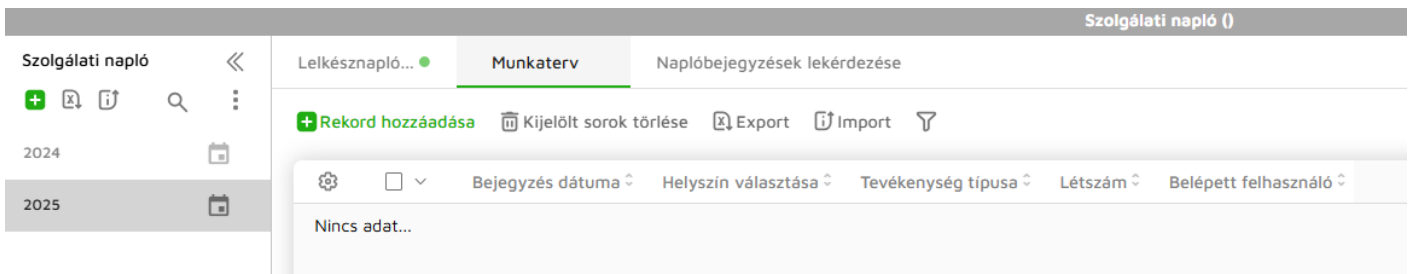 Szolgálati napló ()
Szolgálati napló
2024
2025
Lelkésznapló... Munkaterv Naplóbejegyzések lekérdezése
Rekord hozzáadása Kijelölt sorok törlése Export Import
Bejegyzés dátuma Helyszín választása Tevékenység típusa Létszám Belépett felhasználó
Nincs adat...